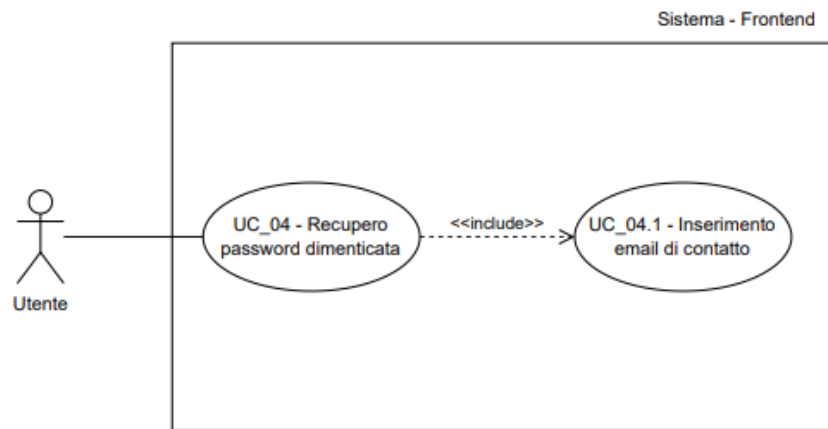 Sistema - Frontend
UC_04 - Recupero
password dimenticata
<<include>>
UC_04.1 - Inserimento
email di contatto
Utente